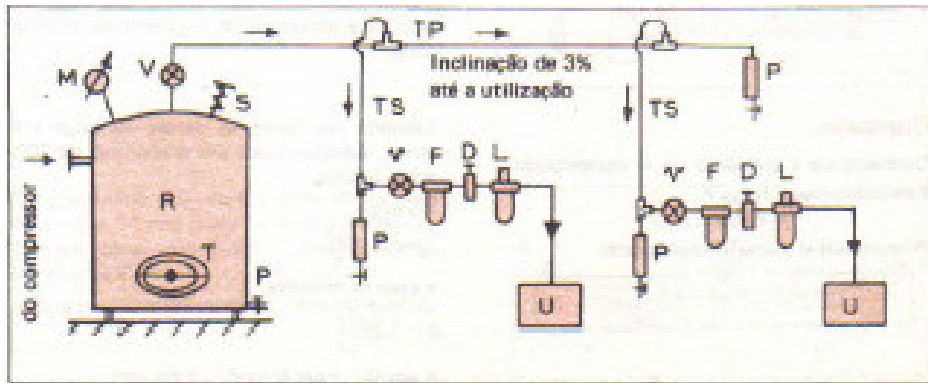 TP
Inclinação de 3%
até a utilização
M
V
S
P
TS
TS
V F D L
V F D L
do compressor
R
T
P
P
P
U
U